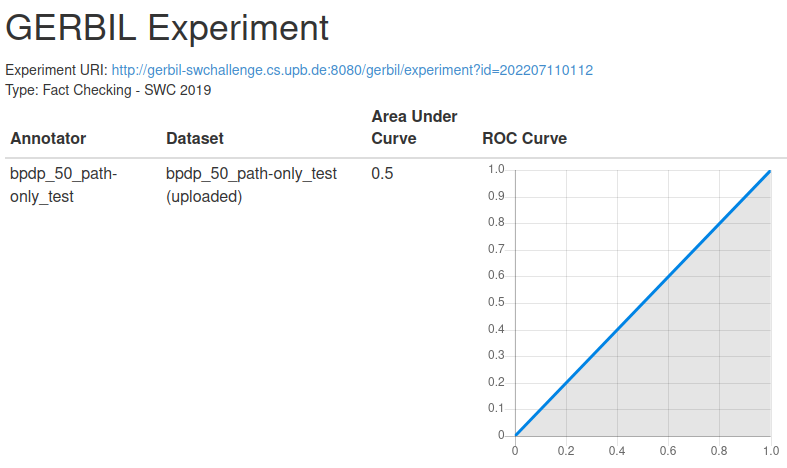 GERBIL Experiment
Experiment URI: http://gerbil-swchallenge.cs.upb.de:8080/gerbil/experiment?id=202207110112
Type: Fact Checking - SWC 2019
Annotator Dataset Area Under Curve ROC Curve
bpdp_50_path-only_test bpdp_50_path-only_test (uploaded) 0.5
1.0
0.9
0.8
0.7
0.6
0.5
0.4
0.3
0.2
0.1
0
0 0.2 0.4 0.6 0.8 1.0